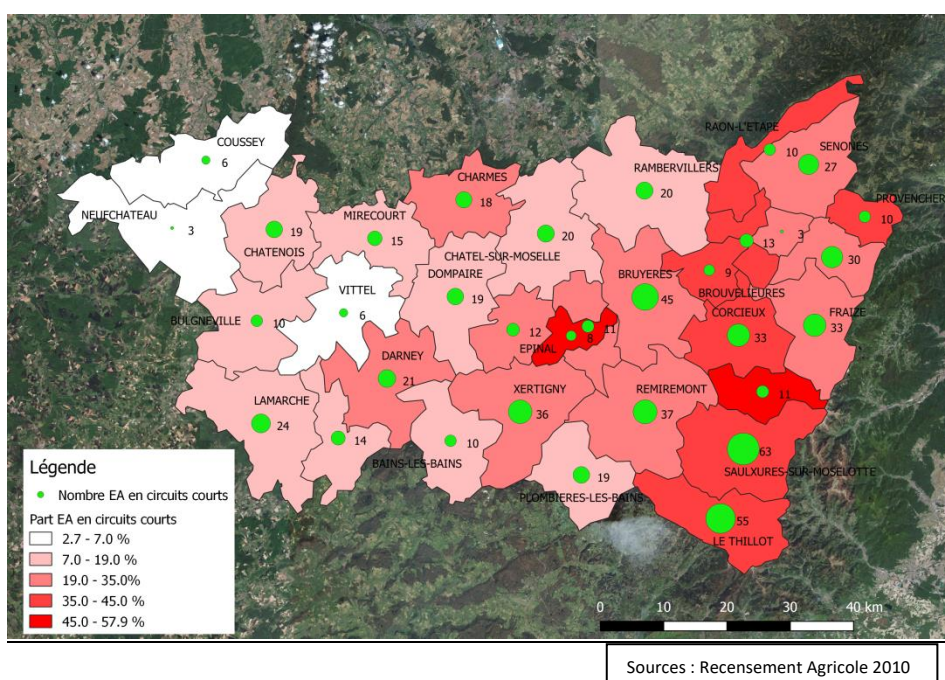 COUSSEY
6
RAON-L'ETAPE
10
SENONES
27
RAMBERVILLERS
20
CHARMES
18
PROVENCHER
10
NEUFCHATEAU
3
19
CHATENOIS
MIRECOURT
15
20
CHATEL-SUR-MOSELLE
13
3
30
DOMPAIRE
19
BRUYERES
45
9
BROUVELIEURES
VITTEL
6
CORCIEUX
33
FRAIZE
33
BULGNEVILLE
10
12
11
8
EPINAL
DARNEY
21
XERTIGNY
36
REMIREMONT
37
11
LAMARCHE
24
14
10
BAINS-LES-BAINS
63
SAULXURES-SUR-MOSELOTTE
19
PLOMBIERES-LES-BAINS
55
LE THILLOT
Légende
Nombre EA en circuits courts
Part EA en circuits courts
2.7 - 7.0 %
7.0 - 19.0 %
19.0 - 35.0%
35.0 - 45.0 %
45.0 - 57.9 %
0 10 20 30 40 km
Sources : Recensement Agricole 2010